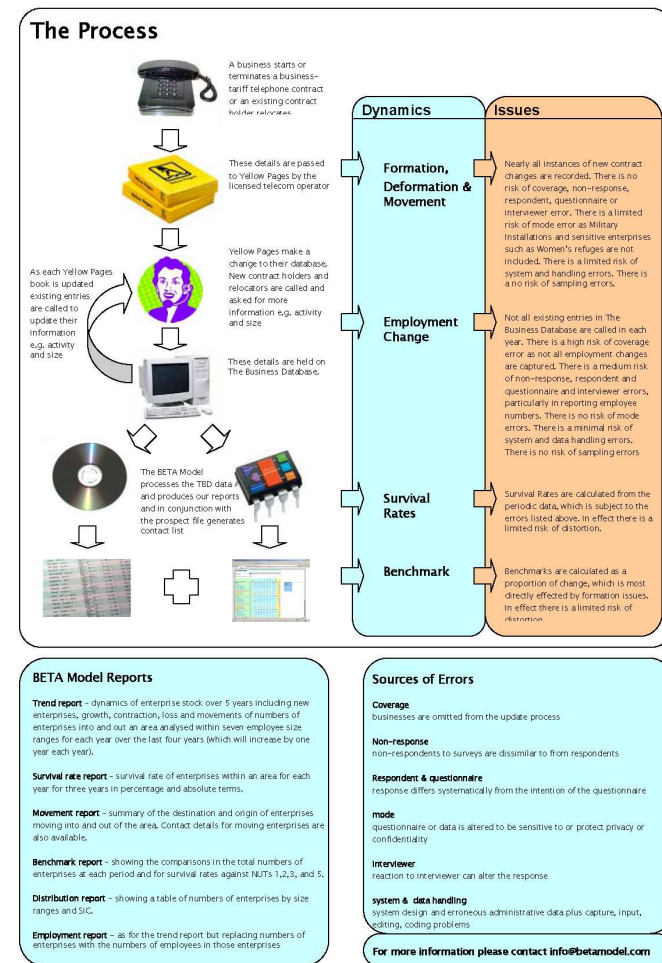 The Process
A business starts or
terminates a business-
tariff telephone contract
or an existing contract
holder relocates
These details are passed
to Yellow Pages by the
licensed telecom operator
Yellow Pages make a
change to their database.
New contract holders and
relocators are called and
asked for more
information e.g. activity
and size
As each Yellow Pages
book is updated
existing entries
are called to
update their
information
e.g. activity
and size
These details are held on
The Business Database.
The BETA Model
processes the TBD data
and produces our reports
and in conjunction with
the prospect file generates
contact list
Dynamics
Issues
Formation,
Deformation &
Movement
Nearly all instances of new contract
changes are recorded. There is no
risk of coverage, non-response,
respondent, questionnaire or
interviewer error. There is a limited
risk of mode error as Military
Installations and sensitive enterprises
such as Women's refuges are not
included. There is a limited risk of
system and handling errors. There is
a no risk of sampling errors.
Employment
Change
Not all existing entries in The
Business Database are called in each
year. There is a high risk of coverage
error as not all employment changes
are captured. There is a medium risk
of non-response, respondent and
questionnaire and interviewer errors,
particularly in reporting employee
numbers. There is no risk of mode
errors. There is a minimal risk of
system and data handling errors.
There is no risk of sampling errors
Survival
Rates
Survival Rates are calculated from the
periodic data, which is subject to the
errors listed above. In effect there is a
limited risk of distortion.
Benchmark
Benchmarks are calculated as a
proportion of change, which is most
directly effected by formation issues.
In effect there is a limited risk of
distortion
BETA Model Reports
Trend report - dynamics of enterprise stock over 5 years including new
enterprises, growth, contraction, loss and movements of numbers of
enterprises into and out an area analysed within seven employee size
ranges for each year over the last four years (which will increase by one
year each year).
Survival rate report - survival rate of enterprises within an area for each
year for three years in percentage and absolute terms.
Movement report - summary of the destination and origin of enterprises
moving into and out of the area. Contact details for moving enterprises are
also available.
Benchmark report - showing the comparisons in the total numbers of
enterprises at each period and for survival rates against NUTs 1,2,3, and 5.
Distribution report - showing a table of numbers of enterprises by size
ranges and SIC.
Employment report - as for the trend report but replacing numbers of
enterprises with the numbers of employees in those enterprises
Sources of Errors
Coverage
businesses are omitted from the update process
Non-response
non-respondents to surveys are dissimilar to from respondents
Respondent & questionnaire
response differs systematically from the intention of the questionnaire
mode
questionnaire or data is altered to be sensitive to or protect privacy or
confidentiality
Interviewer
reaction to interviewer can alter the response
system & data handling
system design and erroneous administrative data plus capture, input,
editing, coding problems
For more information please contact info@betamodel.com